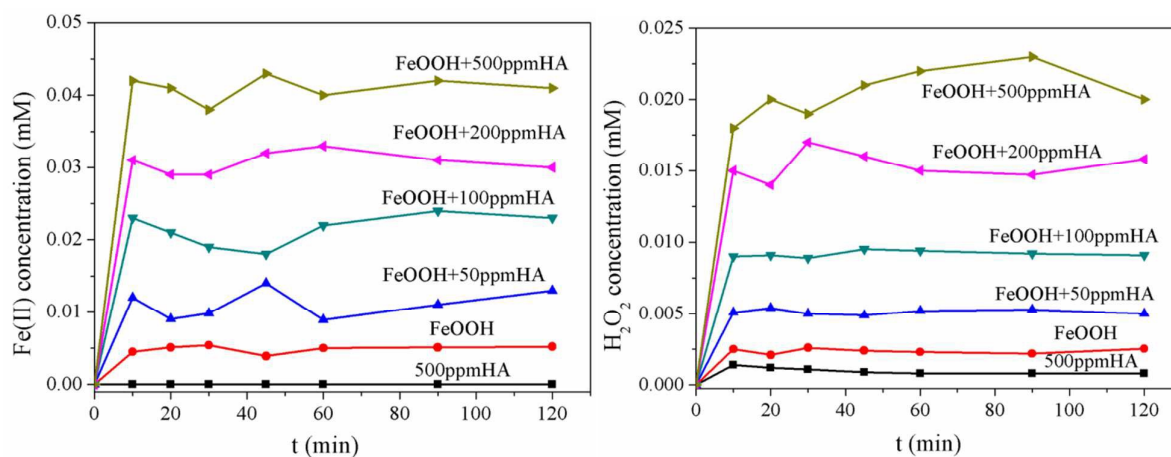 0.05
0.04
0.03
0.02
0.01
0.00
Fe(II) concentration (mM)
FeOOH+500ppmHA
FeOOH+200ppmHA
FeOOH+100ppmHA
FeOOH+50ppmHA
FeOOH
500ppmHA
0 20 40 60 80 100 120
t (min)
0.025
0.020
0.015
0.010
0.005
0.000
H₂O₂ concentration (mM)
FeOOH+500ppmHA
FeOOH+200ppmHA
FeOOH+100ppmHA
FeOOH+50ppmHA
FeOOH
500ppmHA
0 20 40 60 80 100 120
t (min)